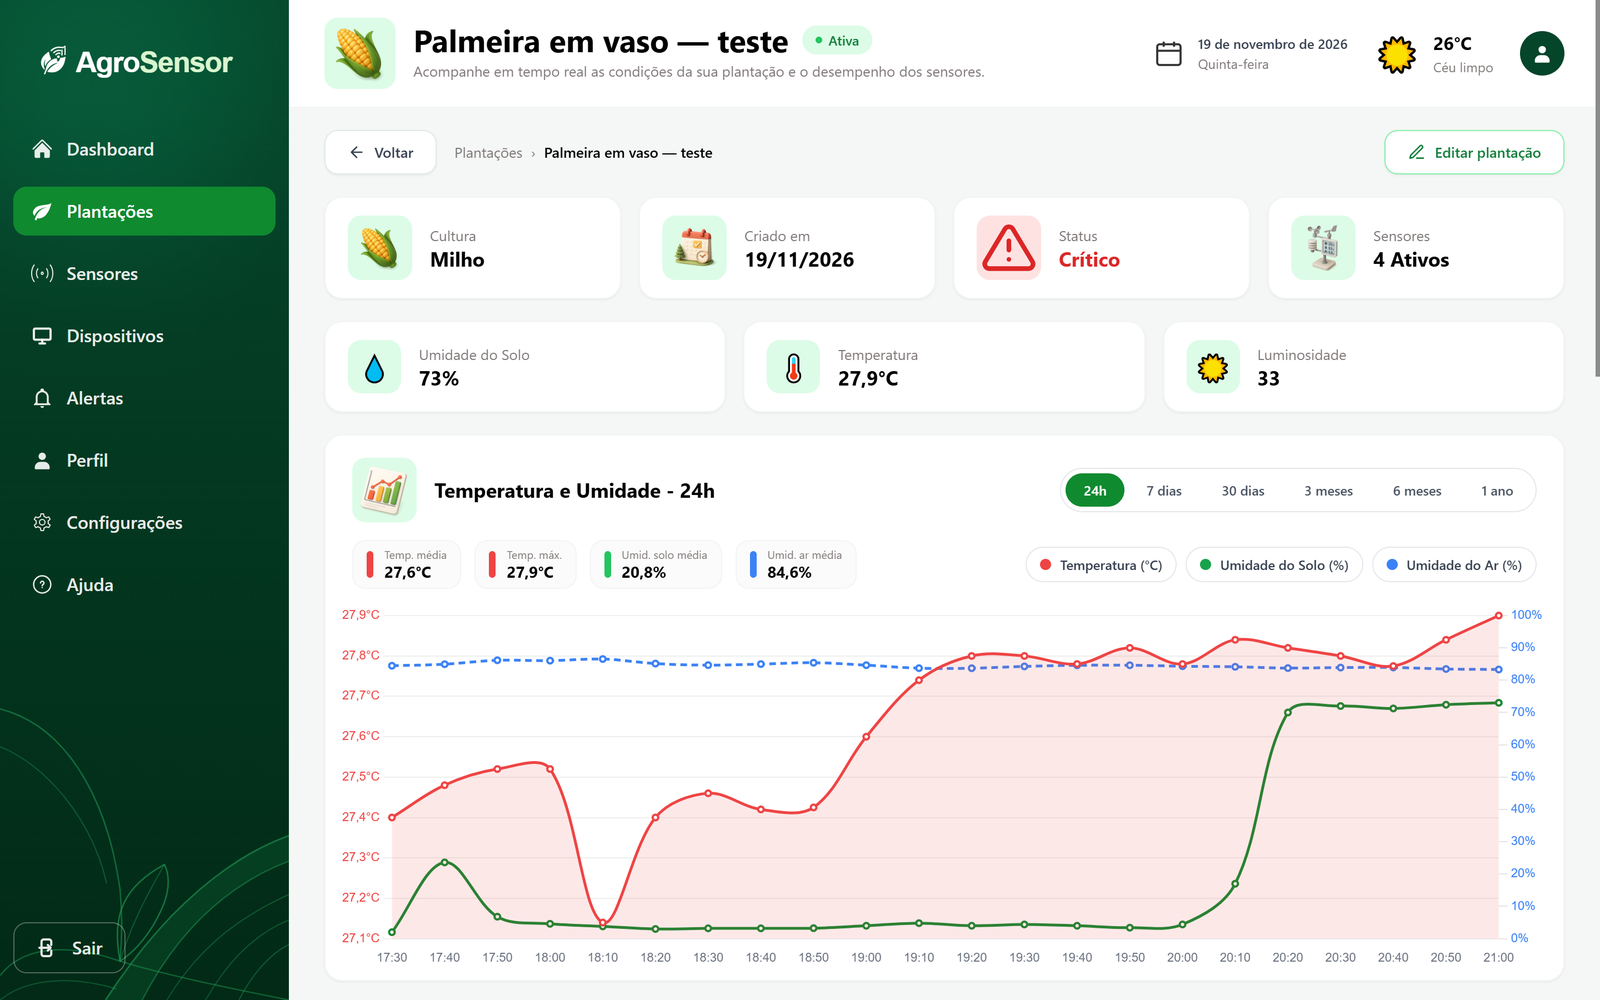 AgroSensor
Dashboard
Plantações
Sensores
Dispositivos
Alertas
Perfil
Configurações
Ajuda
Sair
Palmeira em vaso — teste
Ativa
Acompanhe em tempo real as condições da sua plantação e o desempenho dos sensores.
19 de novembro de 2026
Quinta-feira
26°C
Céu limpo
Voltar
Plantações › Palmeira em vaso — teste
Editar plantação
Cultura
Milho
Criado em
19/11/2026
Status
Crítico
Sensores
4 Ativos
Umidade do Solo
73%
Temperatura
27,9°C
Luminosidade
33
Temperatura e Umidade - 24h
24h 7 dias 30 dias 3 meses 6 meses 1 ano
Temp. média
27,6°C
Temp. máx.
27,9°C
Umid. solo média
20,8%
Umid. ar média
84,6%
Temperatura (°C)
Umidade do Solo (%)
Umidade do Ar (%)
27,9°C
27,8°C
27,7°C
27,6°C
27,5°C
27,4°C
27,3°C
27,2°C
27,1°C
100%
90%
80%
70%
60%
50%
40%
30%
20%
10%
0%
17:30 17:40 17:50 18:00 18:10 18:20 18:30 18:40 18:50 19:00 19:10 19:20 19:30 19:40 19:50 20:00 20:10 20:20 20:30 20:40 20:50 21:00